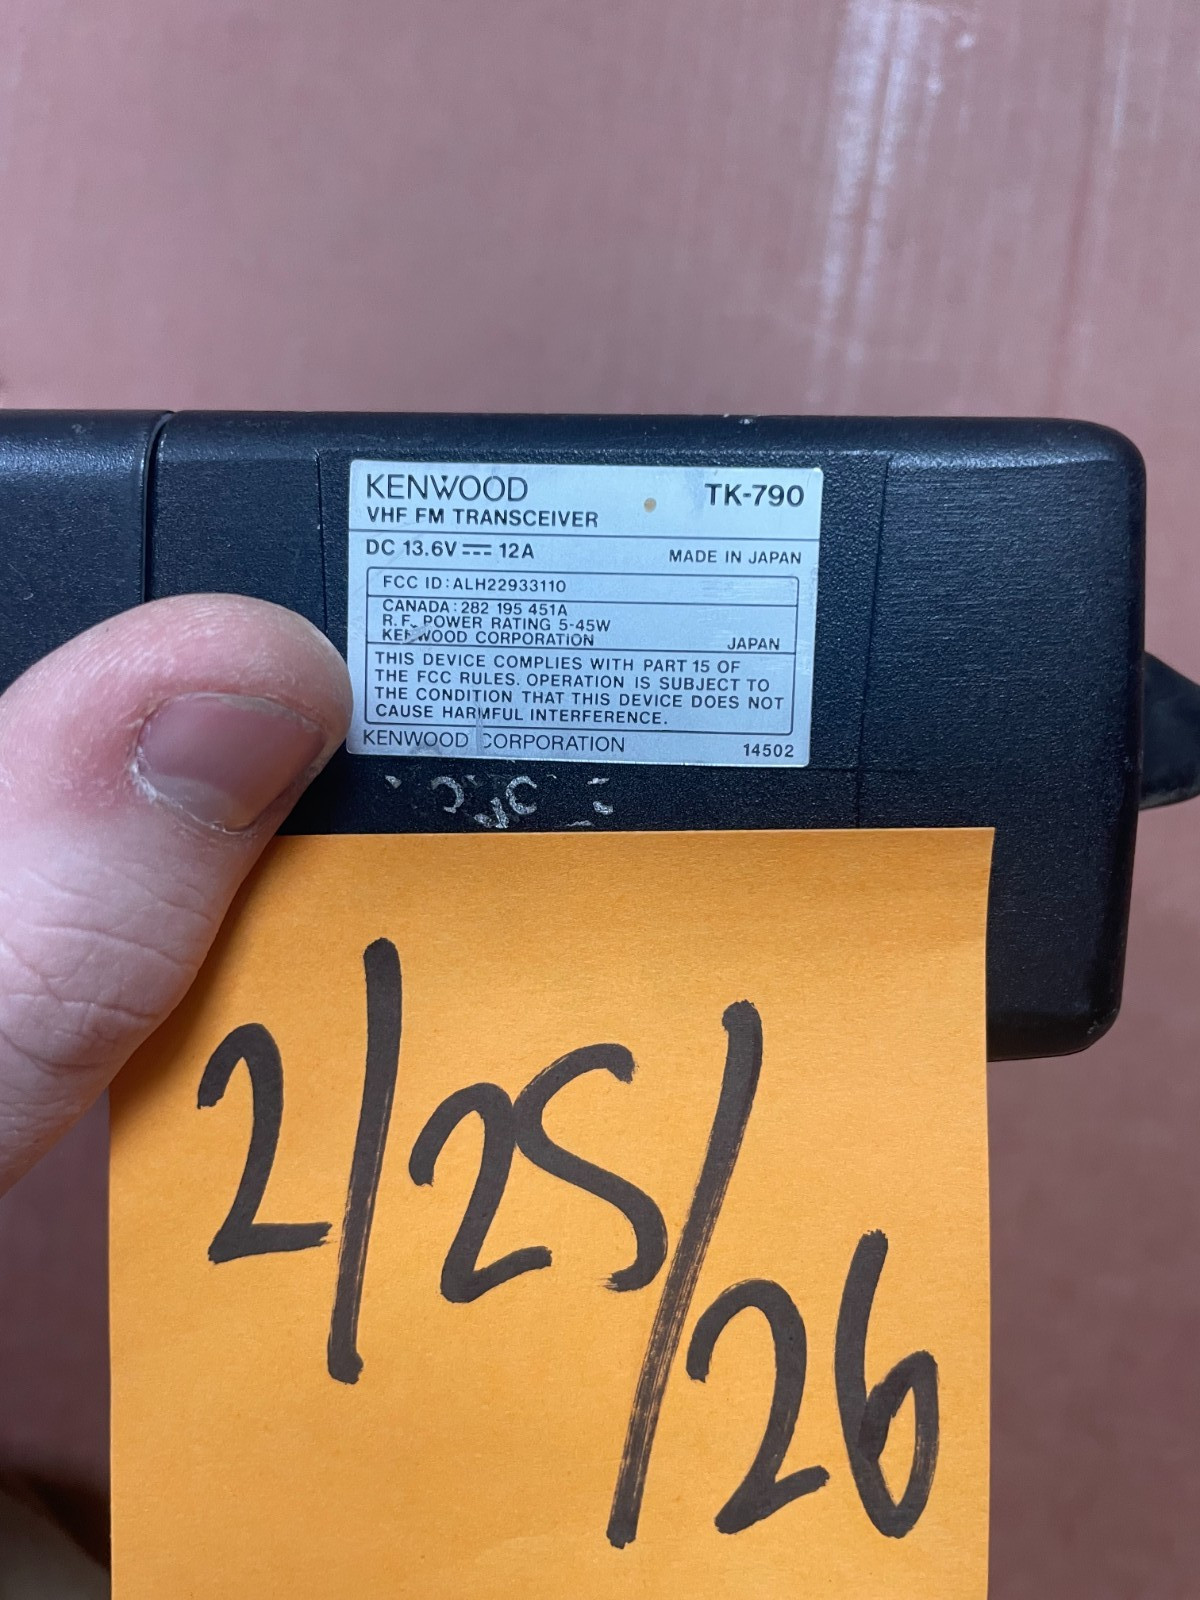 KENWOOD TK-790
VHF FM TRANSCEIVER
DC 13.6V ⎓ 12A MADE IN JAPAN
FCC ID: ALH22933110
CANADA: 282 195 451A
R.F. POWER RATING 5-45W
KENWOOD CORPORATION JAPAN
THIS DEVICE COMPLIES WITH PART 15 OF
THE FCC RULES. OPERATION IS SUBJECT TO
THE CONDITION THAT THIS DEVICE DOES NOT
CAUSE HARMFUL INTERFERENCE.
KENWOOD CORPORATION 14502
2/25/26